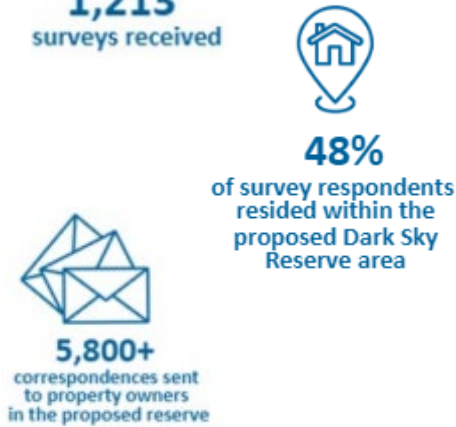 surveys received
48%
of survey respondents
resided within the
proposed Dark Sky
Reserve area
5,800+
correspondences sent
to property owners
in the proposed reserve